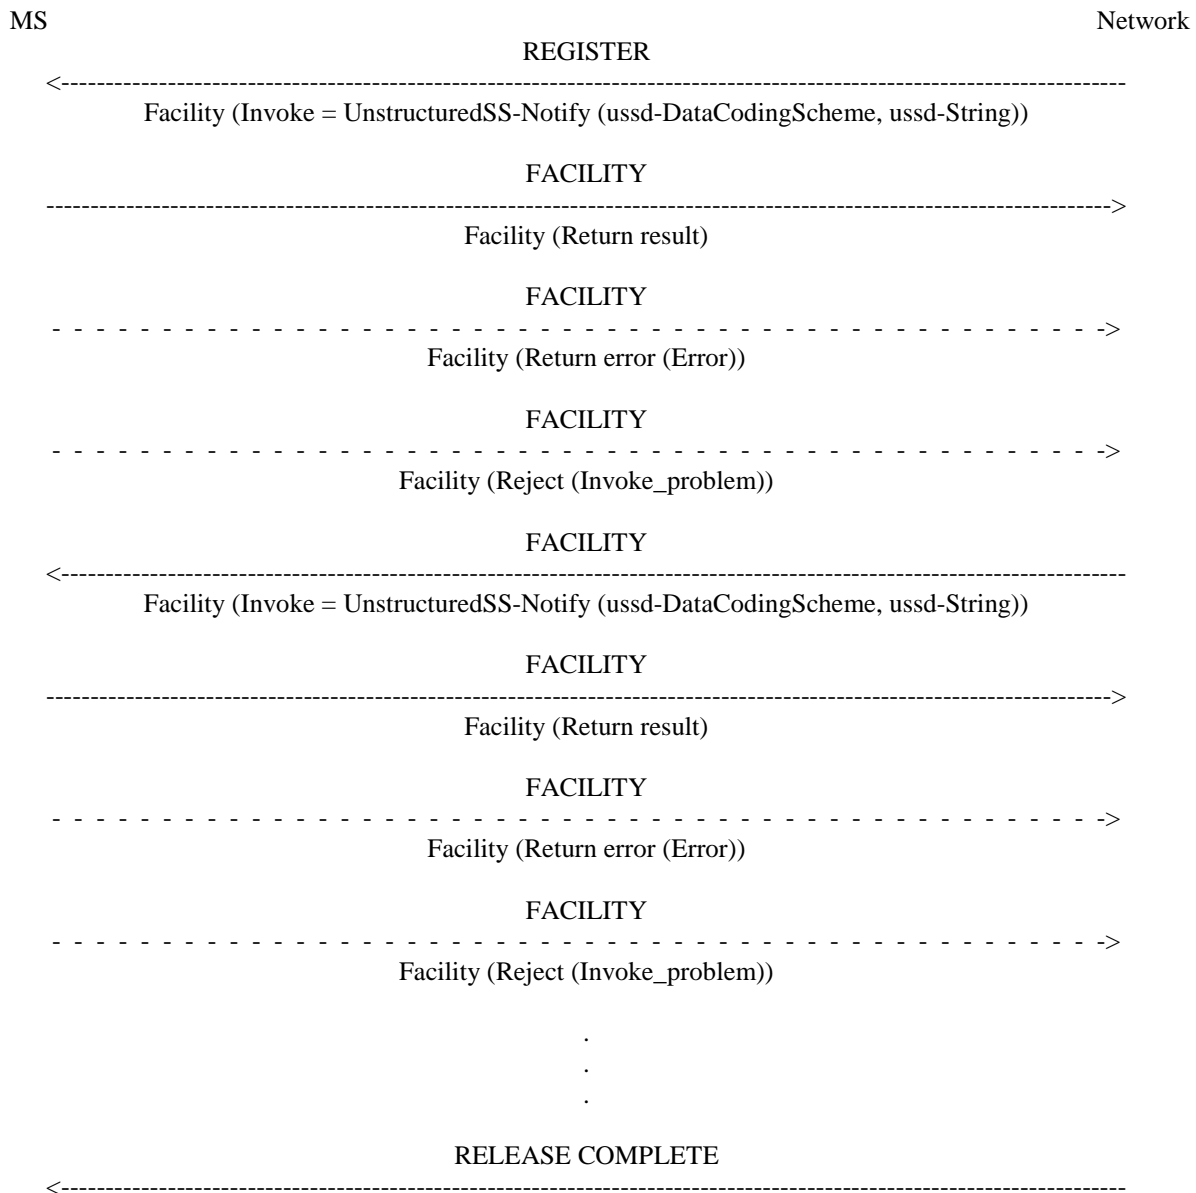 MS Network
REGISTER
<------------------------------------------------------------------------------------------------------------------------
Facility (Invoke = UnstructuredSS-Notify (ussd-DataCodingScheme, ussd-String))
FACILITY
------------------------------------------------------------------------------------------------------------------------>
Facility (Return result)
FACILITY
- - - - - - - - - - - - - - - - - - - - - - - - - - - - - - - - - - - - - - ->
Facility (Return error (Error))
FACILITY
- - - - - - - - - - - - - - - - - - - - - - - - - - - - - - - - - - - - - - ->
Facility (Reject (Invoke_problem))
FACILITY
<------------------------------------------------------------------------------------------------------------------------
Facility (Invoke = UnstructuredSS-Notify (ussd-DataCodingScheme, ussd-String))
FACILITY
------------------------------------------------------------------------------------------------------------------------>
Facility (Return result)
FACILITY
- - - - - - - - - - - - - - - - - - - - - - - - - - - - - - - - - - - - - - ->
Facility (Return error (Error))
FACILITY
- - - - - - - - - - - - - - - - - - - - - - - - - - - - - - - - - - - - - - ->
Facility (Reject (Invoke_problem))
.
.
.
RELEASE COMPLETE
<------------------------------------------------------------------------------------------------------------------------